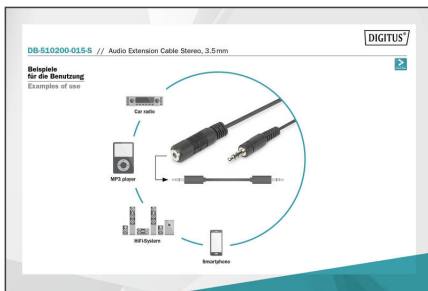 DIGITUS®
DB-510200-015-S // Audio Extension Cable Stereo, 3.5 mm
Beispiele
für die Benutzung
Examples of use
Car radio
MP3 player
HiFi-System
Smartphone